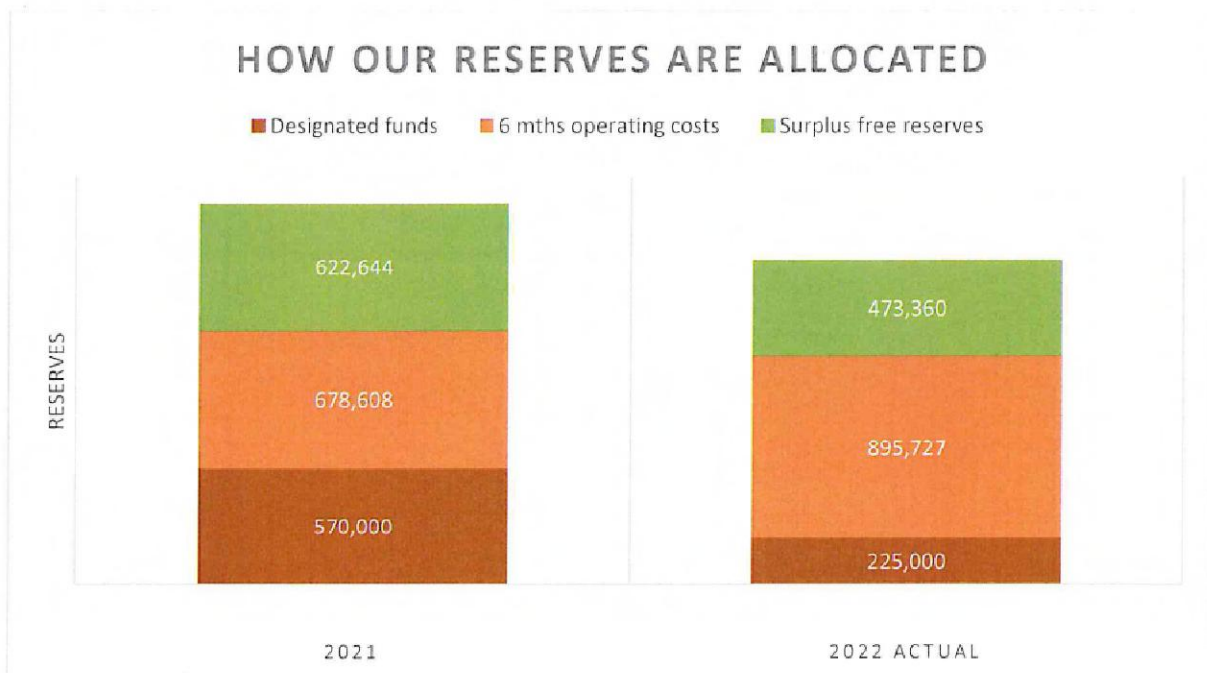 HOW OUR RESERVES ARE ALLOCATED
Designated funds 6 mths operating costs Surplus free reserves
RESERVES
622,644
678,608
570,000
473,360
895,727
225,000
2021 2022 ACTUAL